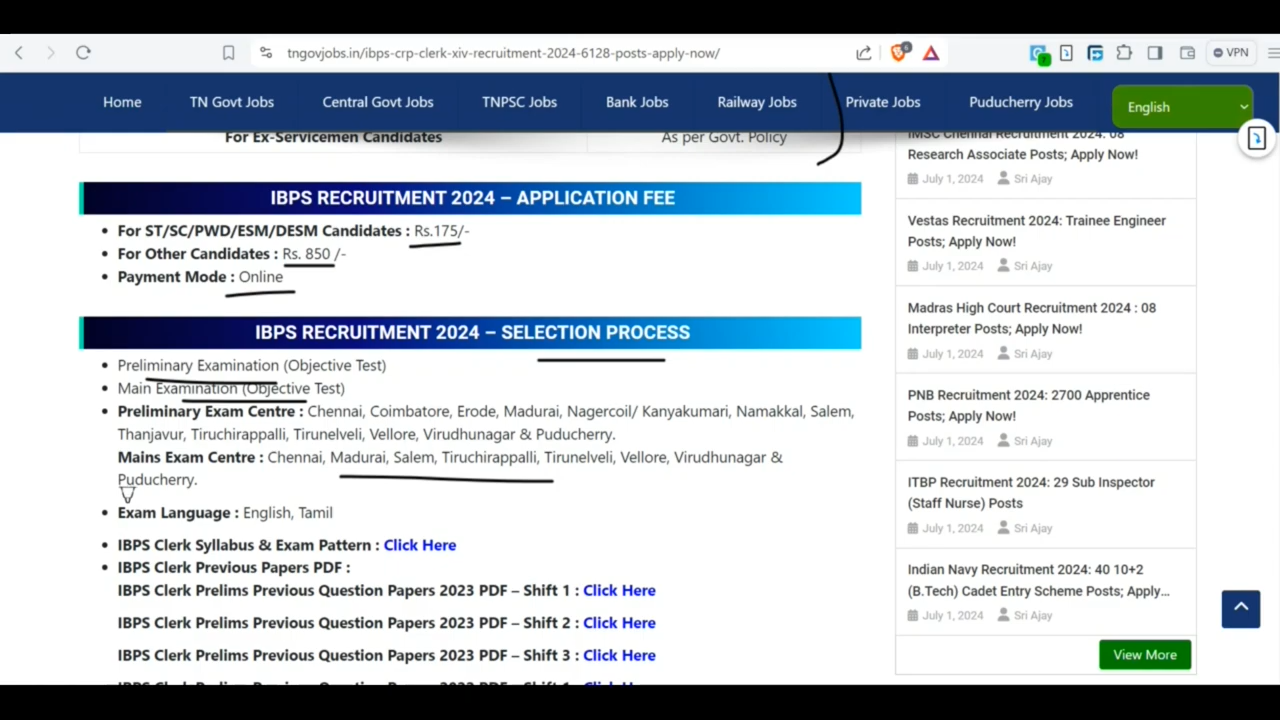 tngovjobs.in/ibps-crp-clerk-xiv-recruitment-2024-6128-posts-apply-now/
VPN
Home TN Govt Jobs Central Govt Jobs TNPSC Jobs Bank Jobs Railway Jobs Private Jobs Puducherry Jobs English
For Ex-Servicemen Candidates As per Govt. Policy
IBPS RECRUITMENT 2024 – APPLICATION FEE
For ST/SC/PWD/ESM/DESM Candidates : Rs.175/-
For Other Candidates : Rs. 850 /-
Payment Mode : Online
IBPS RECRUITMENT 2024 – SELECTION PROCESS
Preliminary Examination (Objective Test)
Main Examination (Objective Test)
Preliminary Exam Centre : Chennai, Coimbatore, Erode, Madurai, Nagercoil/ Kanyakumari, Namakkal, Salem,
Thanjavur, Tiruchirappalli, Tirunelveli, Vellore, Virudhunagar & Puducherry.
Mains Exam Centre : Chennai, Madurai, Salem, Tiruchirappalli, Tirunelveli, Vellore, Virudhunagar &
Puducherry.
Exam Language : English, Tamil
IBPS Clerk Syllabus & Exam Pattern : Click Here
IBPS Clerk Previous Papers PDF :
IBPS Clerk Prelims Previous Question Papers 2023 PDF – Shift 1 : Click Here
IBPS Clerk Prelims Previous Question Papers 2023 PDF – Shift 2 : Click Here
IBPS Clerk Prelims Previous Question Papers 2023 PDF – Shift 3 : Click Here
IMSC Chennai Recruitment 2024: 08
Research Associate Posts; Apply Now!
July 1, 2024 Sri Ajay
Vestas Recruitment 2024: Trainee Engineer
Posts; Apply Now!
July 1, 2024 Sri Ajay
Madras High Court Recruitment 2024 : 08
Interpreter Posts; Apply Now!
July 1, 2024 Sri Ajay
PNB Recruitment 2024: 2700 Apprentice
Posts; Apply Now!
July 1, 2024 Sri Ajay
ITBP Recruitment 2024: 29 Sub Inspector
(Staff Nurse) Posts
July 1, 2024 Sri Ajay
Indian Navy Recruitment 2024: 40 10+2
(B.Tech) Cadet Entry Scheme Posts; Apply...
July 1, 2024 Sri Ajay
View More